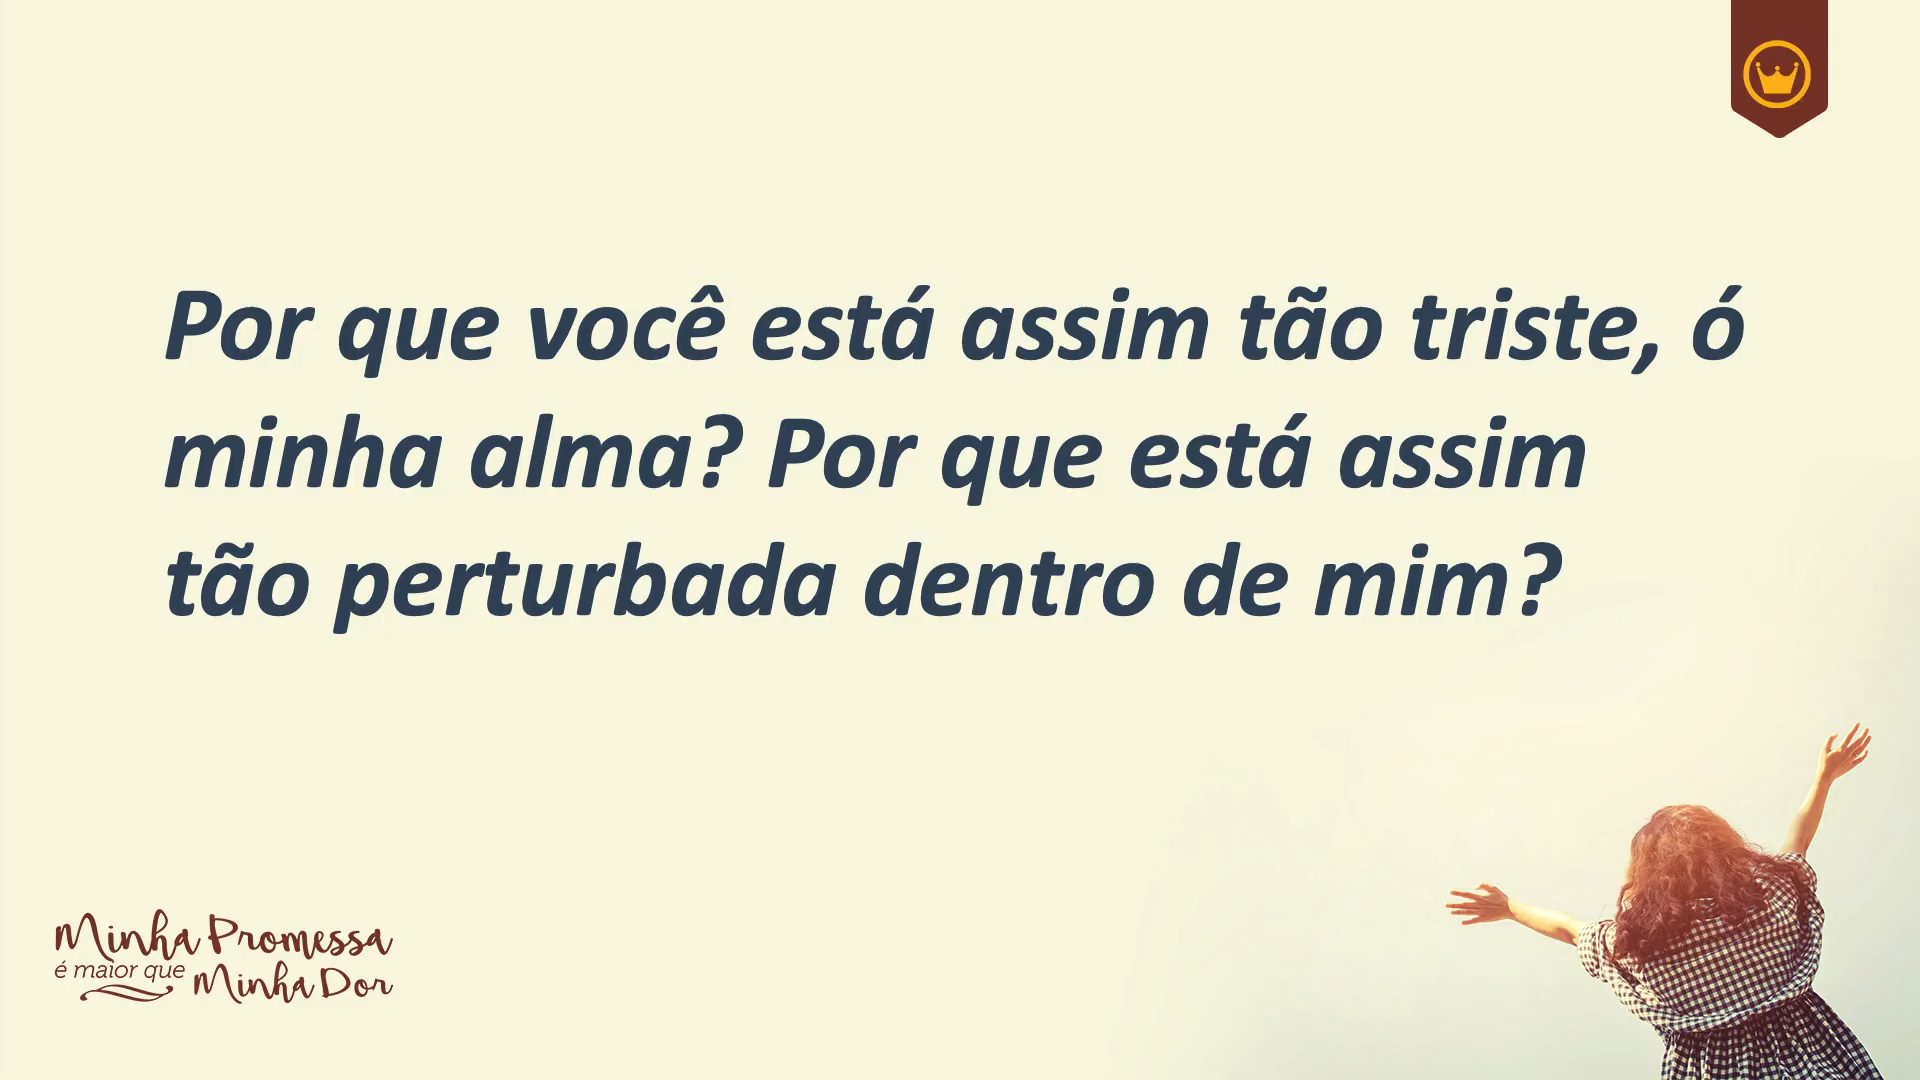 Por que você está assim tão triste, ó
minha alma? Por que está assim
tão perturbada dentro de mim?
Minha Promessa
é maior que Minha Dor